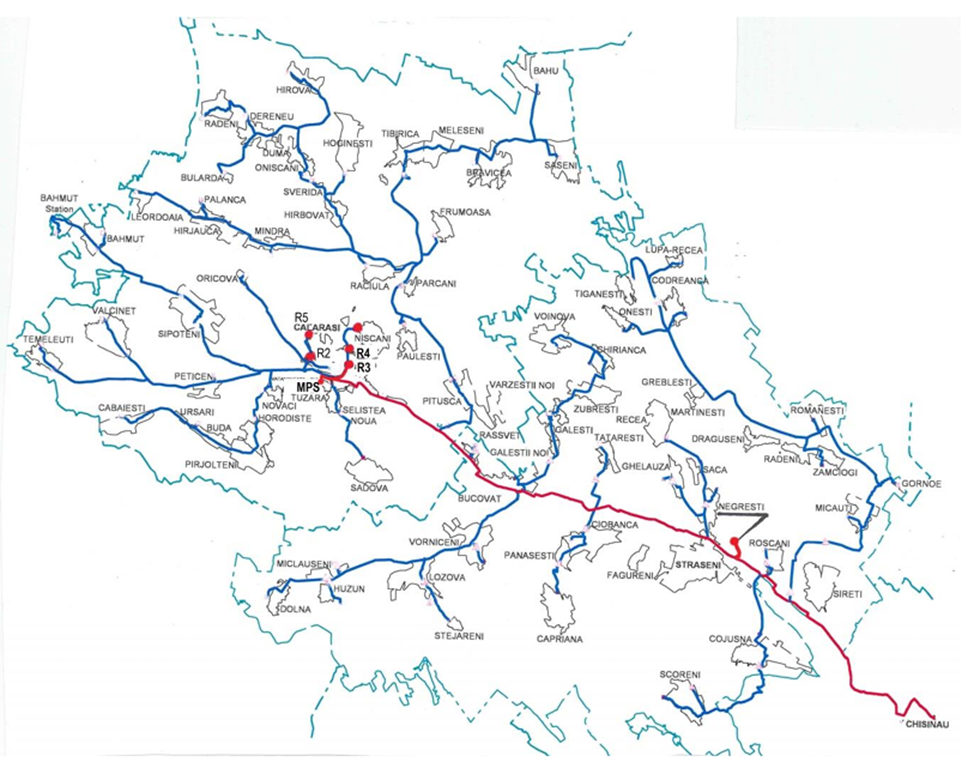 BAHU
HIROVA
DERENEU
RADENI
MELESENI
TIBIRICA
HOGINESTI
DUMA
ONISCANI
SASENI
BRAVICEA
BULARDA
SVERIDA
PALANCA
BAHMUT
Station
FRUMOASA
LEORDOAIA
HIRBOVAT
HIRJAUCA
MINDRA
BAHMUT
LUPA-RECEA
ORICOVA
RACIULA
PARCANI
CODREANCA
TIGANESTI
VALCINET
ONESTI
R5
VOINOVA
CALARASI
SIPOTENI
TEMELEUTI
NISCANI
R2
R4
CHIRIANCA
PAULESTI
R3
PETICENI
MPS
GREBLESTI
VARZESTII NOI
TUZARA
PITUSCA
NOVACI
CABAIESTI
URSARI
SELISTEA
NOUA
ZUBRESTI
MARTINESTI
ROMANESTI
HORODISTE
RECEA
BUDA
GALESTI
RASSVET
TATARESTI
DRAGUSENI
GALESTII NOI
RADENI
PIRJOLTENI
GHELAUZA
SACA
ZAMCIOGI
SADOVA
GORNOE
BUCOVAT
NEGRESTI
MICAUTI
CIOBANCA
VORNICENI
ROSCANI
PANASESTI
MICLAUSENI
STRASENI
FAGURENI
LOZOVA
HUZUN
SIRETI
DOLNA
STEJARENI
CAPRIANA
COJUSNA
SCORENI
CHISINAU